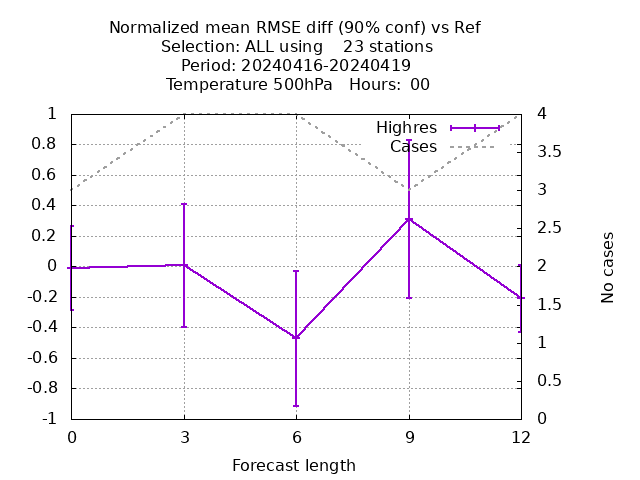 Normalized mean RMSE diff (90% conf) vs Ref
Selection: ALL using    23 stations
Period: 20240416-20240419
Temperature 500hPa   Hours:  00
Highres
Cases
1
0.8
0.6
0.4
0.2
0
-0.2
-0.4
-0.6
-0.8
-1
4
3.5
3
2.5
2
1.5
1
0.5
0
No cases
0 3 6 9 12
Forecast length